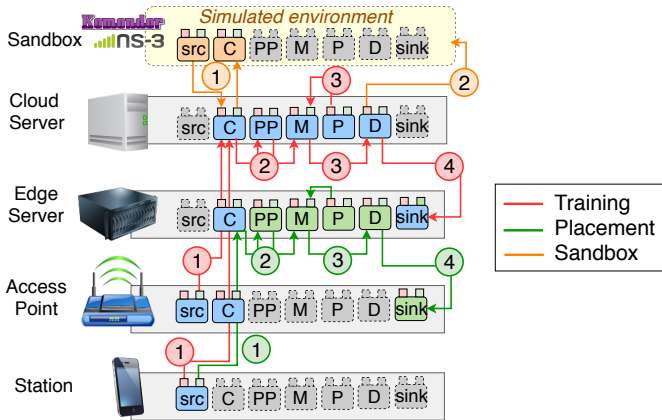 Simulated environment
Komondor
NS-3
Sandbox
src C PP M P D sink
1
3
2
Cloud
Server
src C PP M P D sink
2 3 4
Edge
Server
src C PP M P D sink
1 2 3 4
Access
Point
src C PP M P D sink
1 1
Station
src C PP M P D sink
Training
Placement
Sandbox